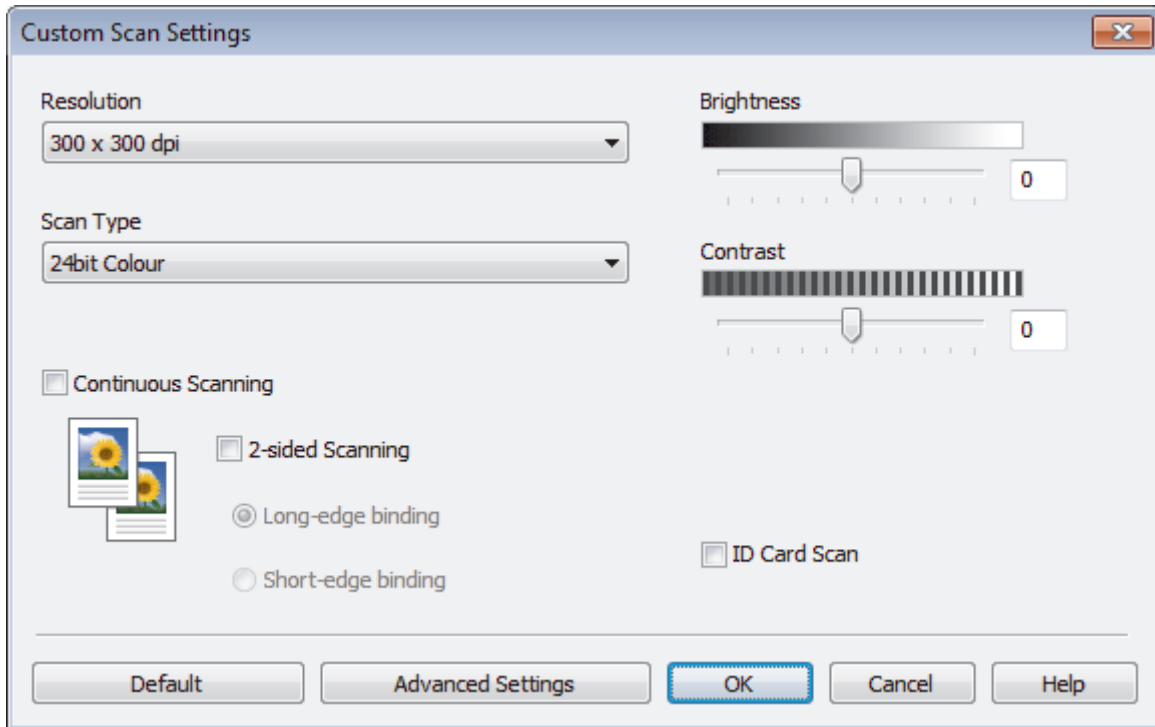 Custom Scan Settings
Resolution
300 x 300 dpi
Scan Type
24bit Colour
Brightness
0
Contrast
0
Continuous Scanning
2-sided Scanning
Long-edge binding
Short-edge binding
ID Card Scan
Default
Advanced Settings
OK
Cancel
Help